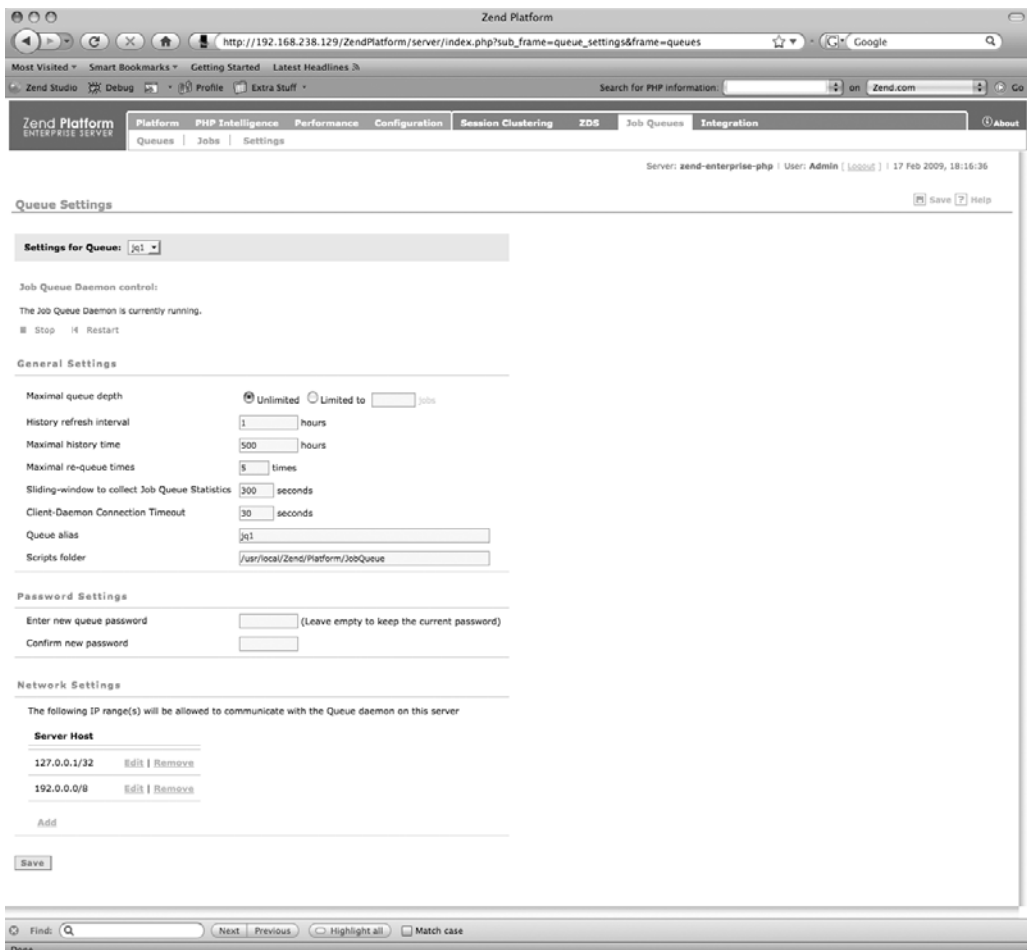 Zend Platform
http://192.168.238.129/ZendPlatform/server/index.php?sub_frame=queue_settings&frame=queues
Google
Most Visited Smart Bookmarks Getting Started Latest Headlines
Zend Studio Debug Profile Extra Stuff Search for PHP information: on Zend.com Go
Zend Platform
ENTERPRISE SERVER
Platform PHP Intelligence Performance Configuration Session Clustering ZDS Job Queues Integration About
Queues | Jobs | Settings
Server: zend-enterprise-php | User: Admin [ Logout ] | 17 Feb 2009, 18:16:36
Queue Settings Save ? Help
Settings for Queue: jq1
Job Queue Daemon control:
The Job Queue Daemon is currently running.
Stop Restart
General Settings
Maximal queue depth Unlimited Limited to jobs
History refresh interval 1 hours
Maximal history time 500 hours
Maximal re-queue times 5 times
Sliding-window to collect Job Queue Statistics 300 seconds
Client-Daemon Connection Timeout 30 seconds
Queue alias jq1
Scripts folder /usr/local/Zend/Platform/JobQueue
Password Settings
Enter new queue password (Leave empty to keep the current password)
Confirm new password
Network Settings
The following IP range(s) will be allowed to communicate with the Queue daemon on this server
Server Host
127.0.0.1/32 Edit | Remove
192.0.0.0/8 Edit | Remove
Add
Save
Find: Next Previous Highlight all Match case
Done